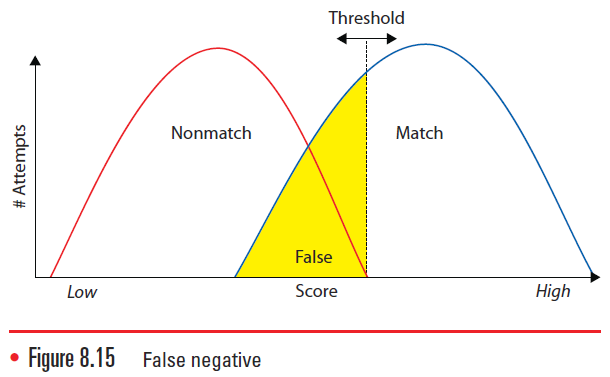 Threshold
Nonmatch
Match
# Attempts
False
Low
Score
High
• Figure 8.15 False negative